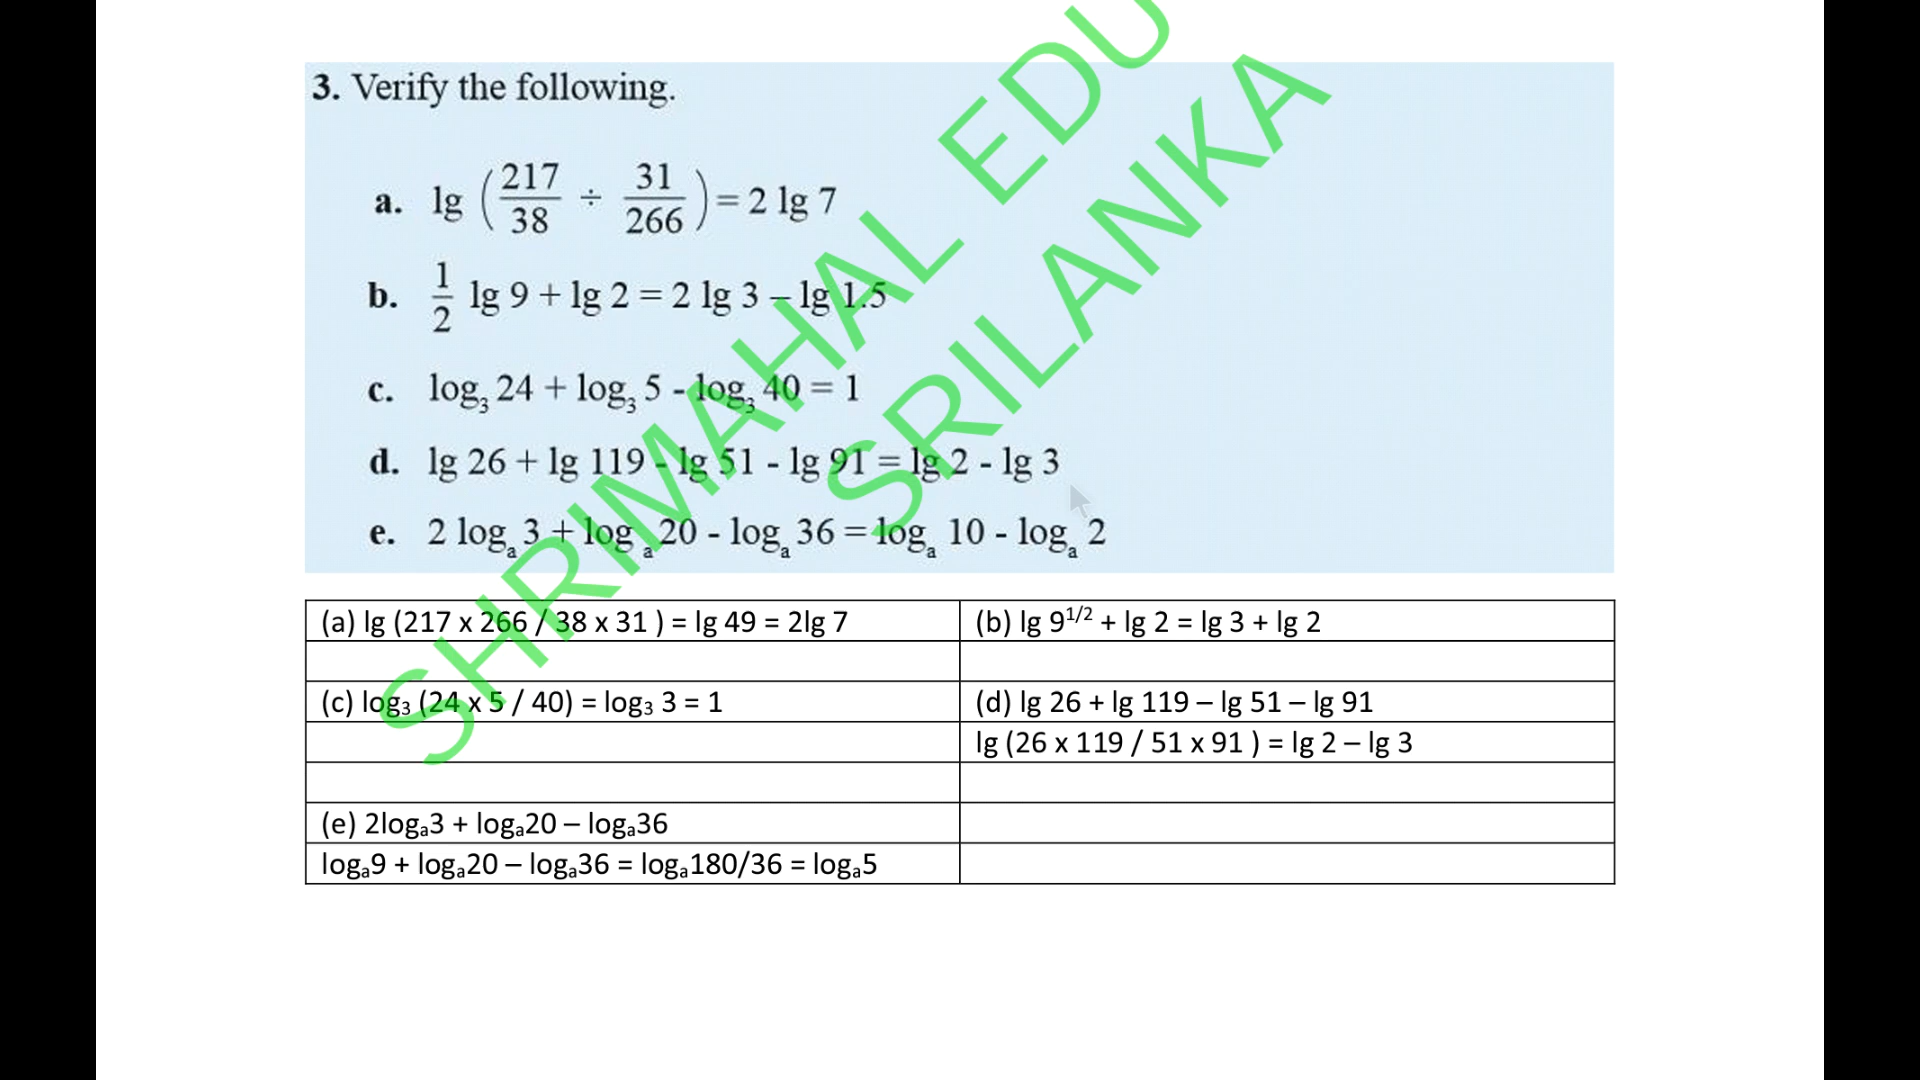 3. Verify the following.
a. lg (217/38 ÷ 31/266) = 2 lg 7
b. 1/2 lg 9 + lg 2 = 2 lg 3 – lg 1.5
c. log₃ 24 + log₃ 5 - log₃ 40 = 1
d. lg 26 + lg 119 - lg 51 - lg 91 = lg 2 - lg 3
e. 2 logₐ 3 + logₐ 20 - logₐ 36 = logₐ 10 - logₐ 2
SHRIMAHAL EDU
SRILANKA
(a) lg (217 x 266 / 38 x 31 ) = lg 49 = 2lg 7
(b) lg 9^1/2 + lg 2 = lg 3 + lg 2
(c) log₃ (24 x 5 / 40) = log₃ 3 = 1
(d) lg 26 + lg 119 – lg 51 – lg 91
lg (26 x 119 / 51 x 91 ) = lg 2 – lg 3
(e) 2logₐ3 + logₐ20 – logₐ36
logₐ9 + logₐ20 – logₐ36 = logₐ180/36 = logₐ5